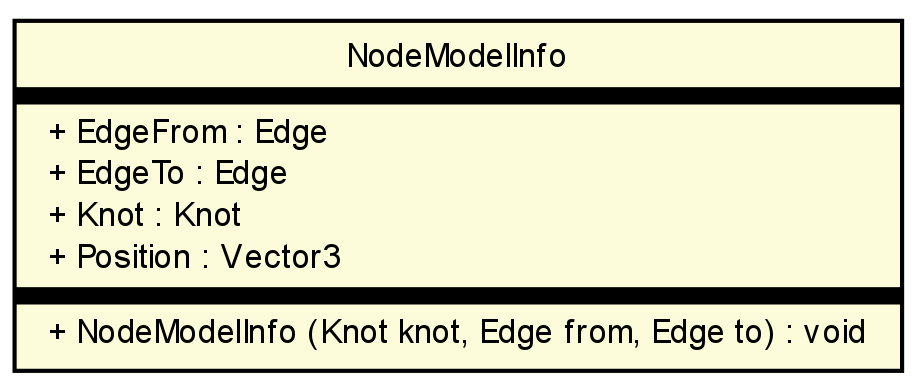 NodeModelInfo
+ EdgeFrom : Edge
+ EdgeTo : Edge
+ Knot : Knot
+ Position : Vector3
+ NodeModelInfo (Knot knot, Edge from, Edge to) : void